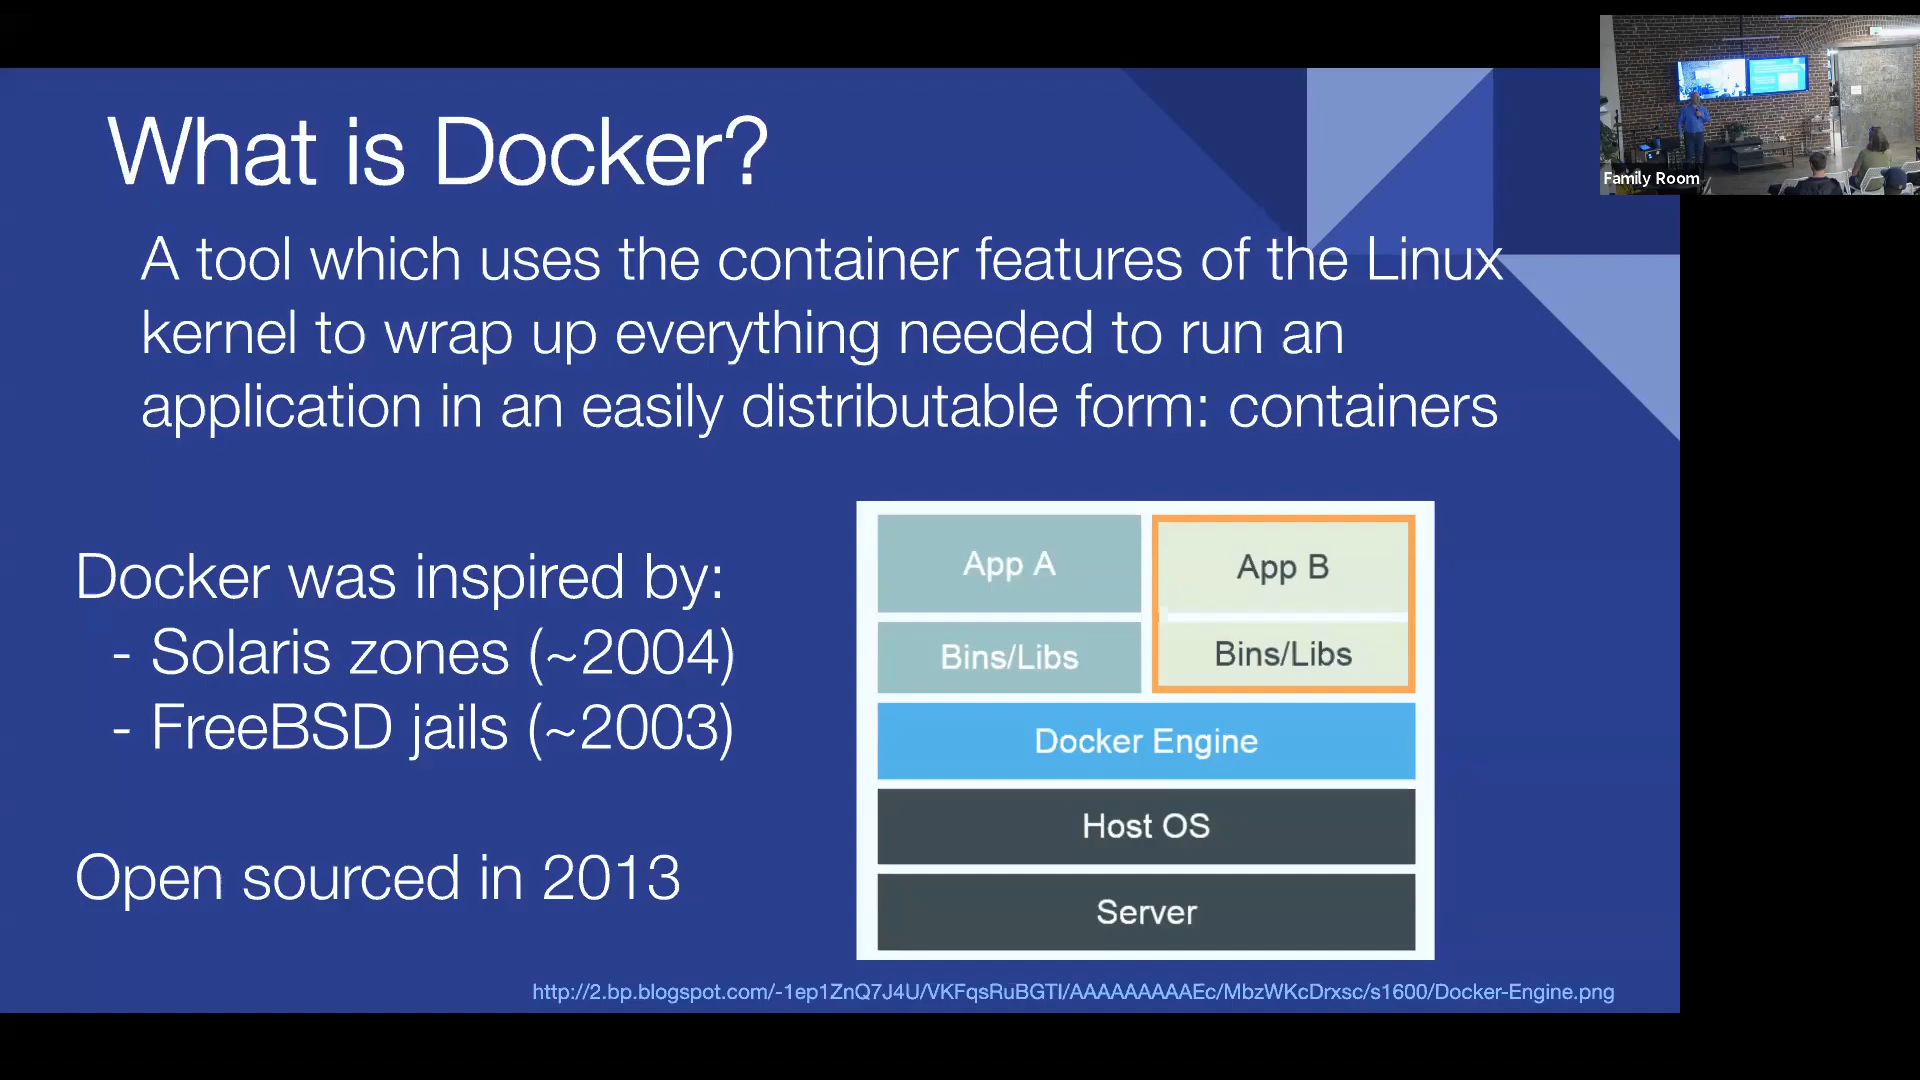 What is Docker?
A tool which uses the container features of the Linux
kernel to wrap up everything needed to run an
application in an easily distributable form: containers
Docker was inspired by:
- Solaris zones (~2004)
- FreeBSD jails (~2003)
Open sourced in 2013
App A
App B
Bins/Libs
Bins/Libs
Docker Engine
Host OS
Server
http://2.bp.blogspot.com/-1ep1ZnQ7J4U/VKFqsRuBGTI/AAAAAAAAAEc/MbzWKcDrxsc/s1600/Docker-Engine.png
Family Room